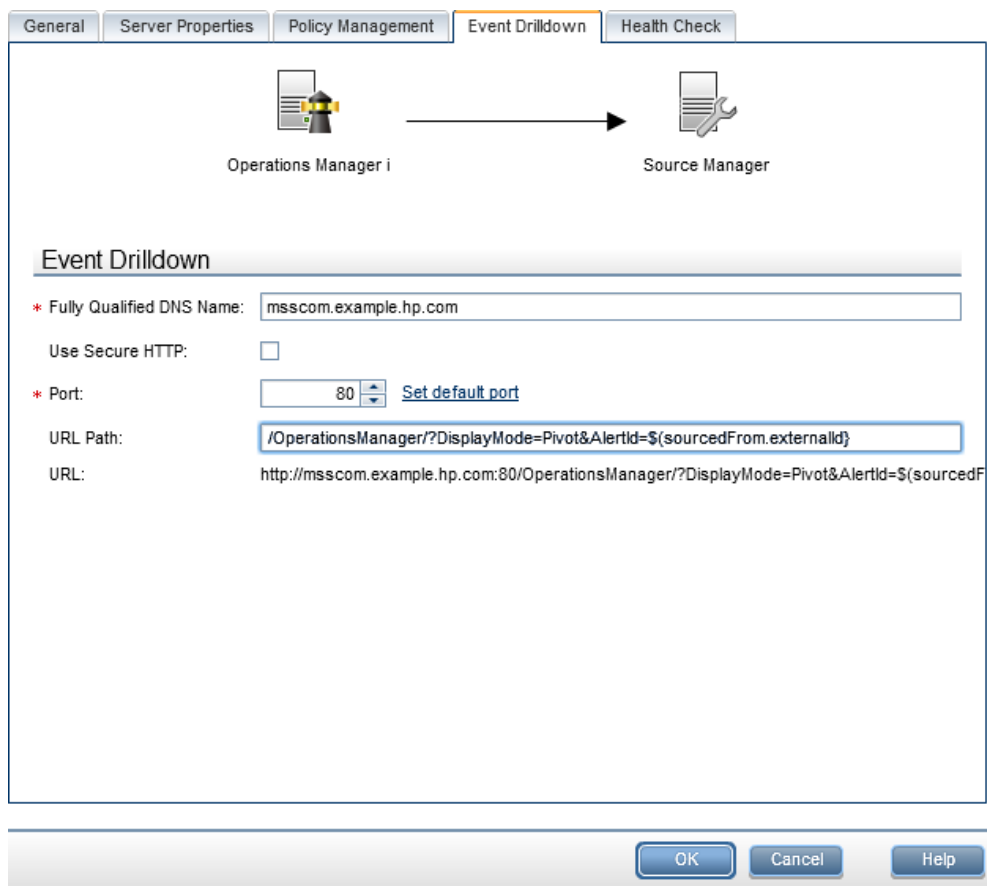 General Server Properties Policy Management Event Drilldown Health Check
Operations Manager i Source Manager
Event Drilldown
* Fully Qualified DNS Name: msscom.example.hp.com
Use Secure HTTP:
* Port: 80 Set default port
URL Path: /OperationsManager/?DisplayMode=Pivot&AlertId=$(sourcedFrom.externalId}
URL: http://msscom.example.hp.com:80/OperationsManager/?DisplayMode=Pivot&AlertId=$(sourcedF
OK Cancel Help